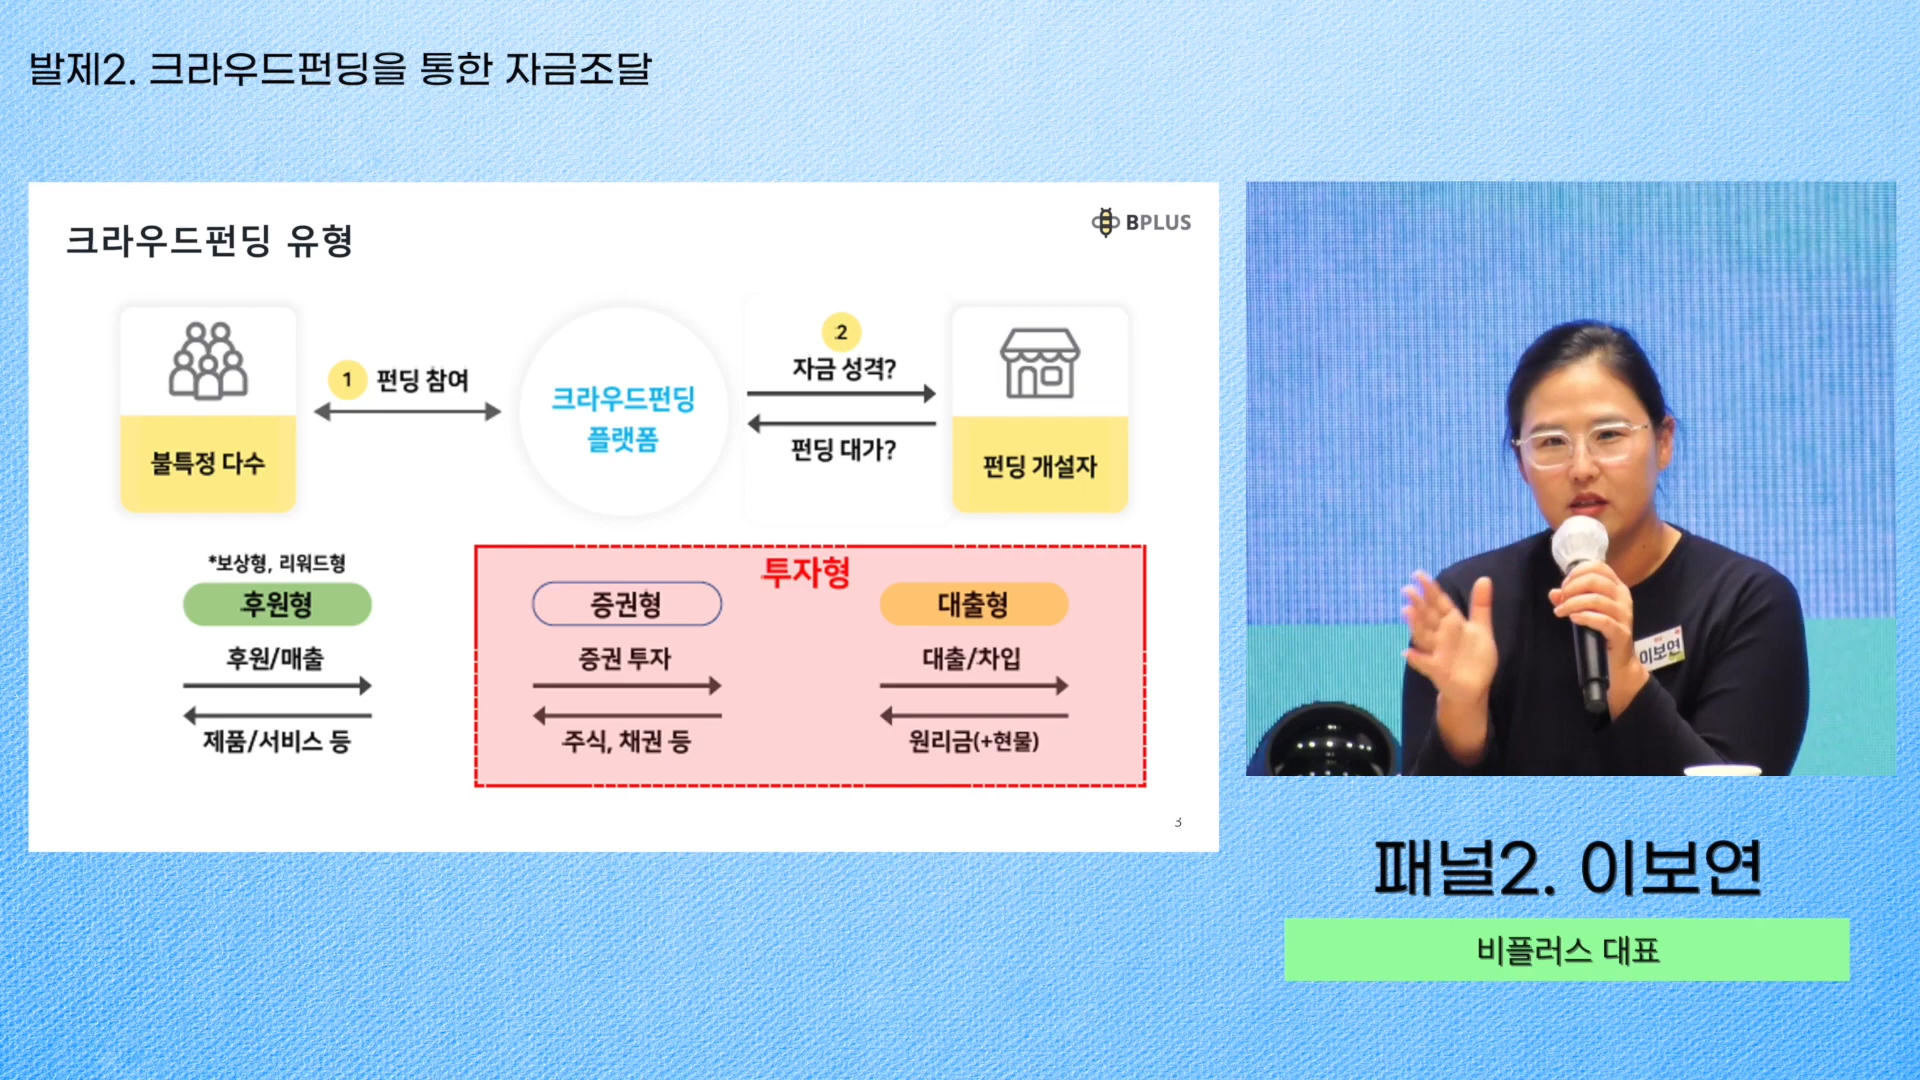 발제2. 크라우드펀딩을 통한 자금조달
크라우드펀딩 유형
BPLUS
불특정 다수
1 펀딩 참여
크라우드펀딩
플랫폼
2
자금 성격?
펀딩 대가?
펀딩 개설자
*보상형, 리워드형
후원형
후원/매출
제품/서비스 등
투자형
증권형
증권 투자
주식, 채권 등
대출형
대출/차입
원리금(+현물)
3
이보연
패널2. 이보연
비플러스 대표